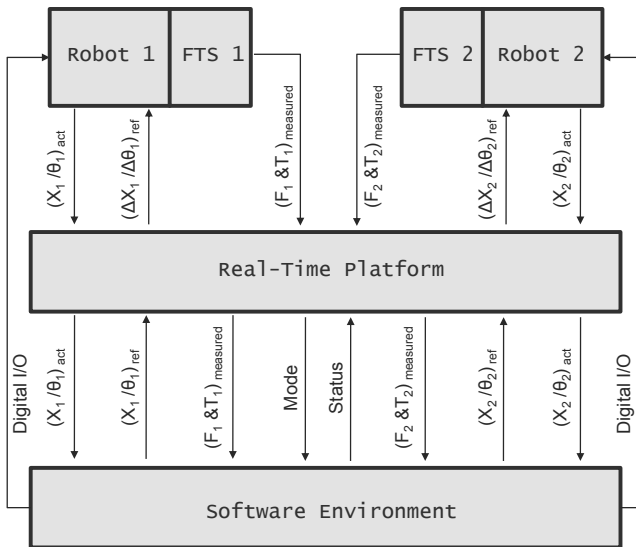 Robot 1 FTS 1 FTS 2 Robot 2
(X₁/θ₁)act
(ΔX₁/Δθ₁)ref
(F₁ &T₁)measured
(F₂ &T₂)measured
(ΔX₂/Δθ₂)ref
(X₂/θ₂)act
Real-Time Platform
Digital I/O
(X₁/θ₁)act
(X₁/θ₁)ref
(F₁ &T₁)measured
Mode
Status
(F₂ &T₂)measured
(X₂/θ₂)ref
(X₂/θ₂)act
Digital I/O
Software Environment